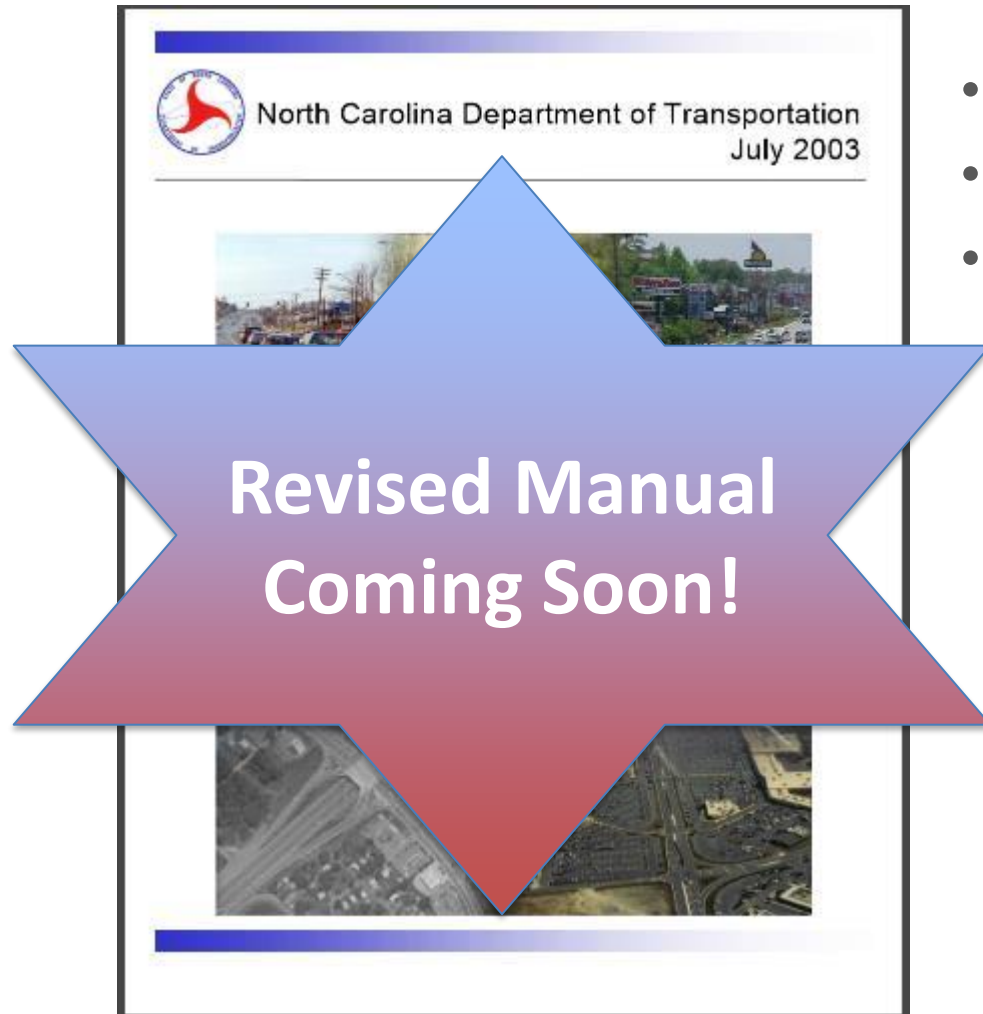 North Carolina Department of Transportation
July 2003
Revised Manual
Coming Soon!